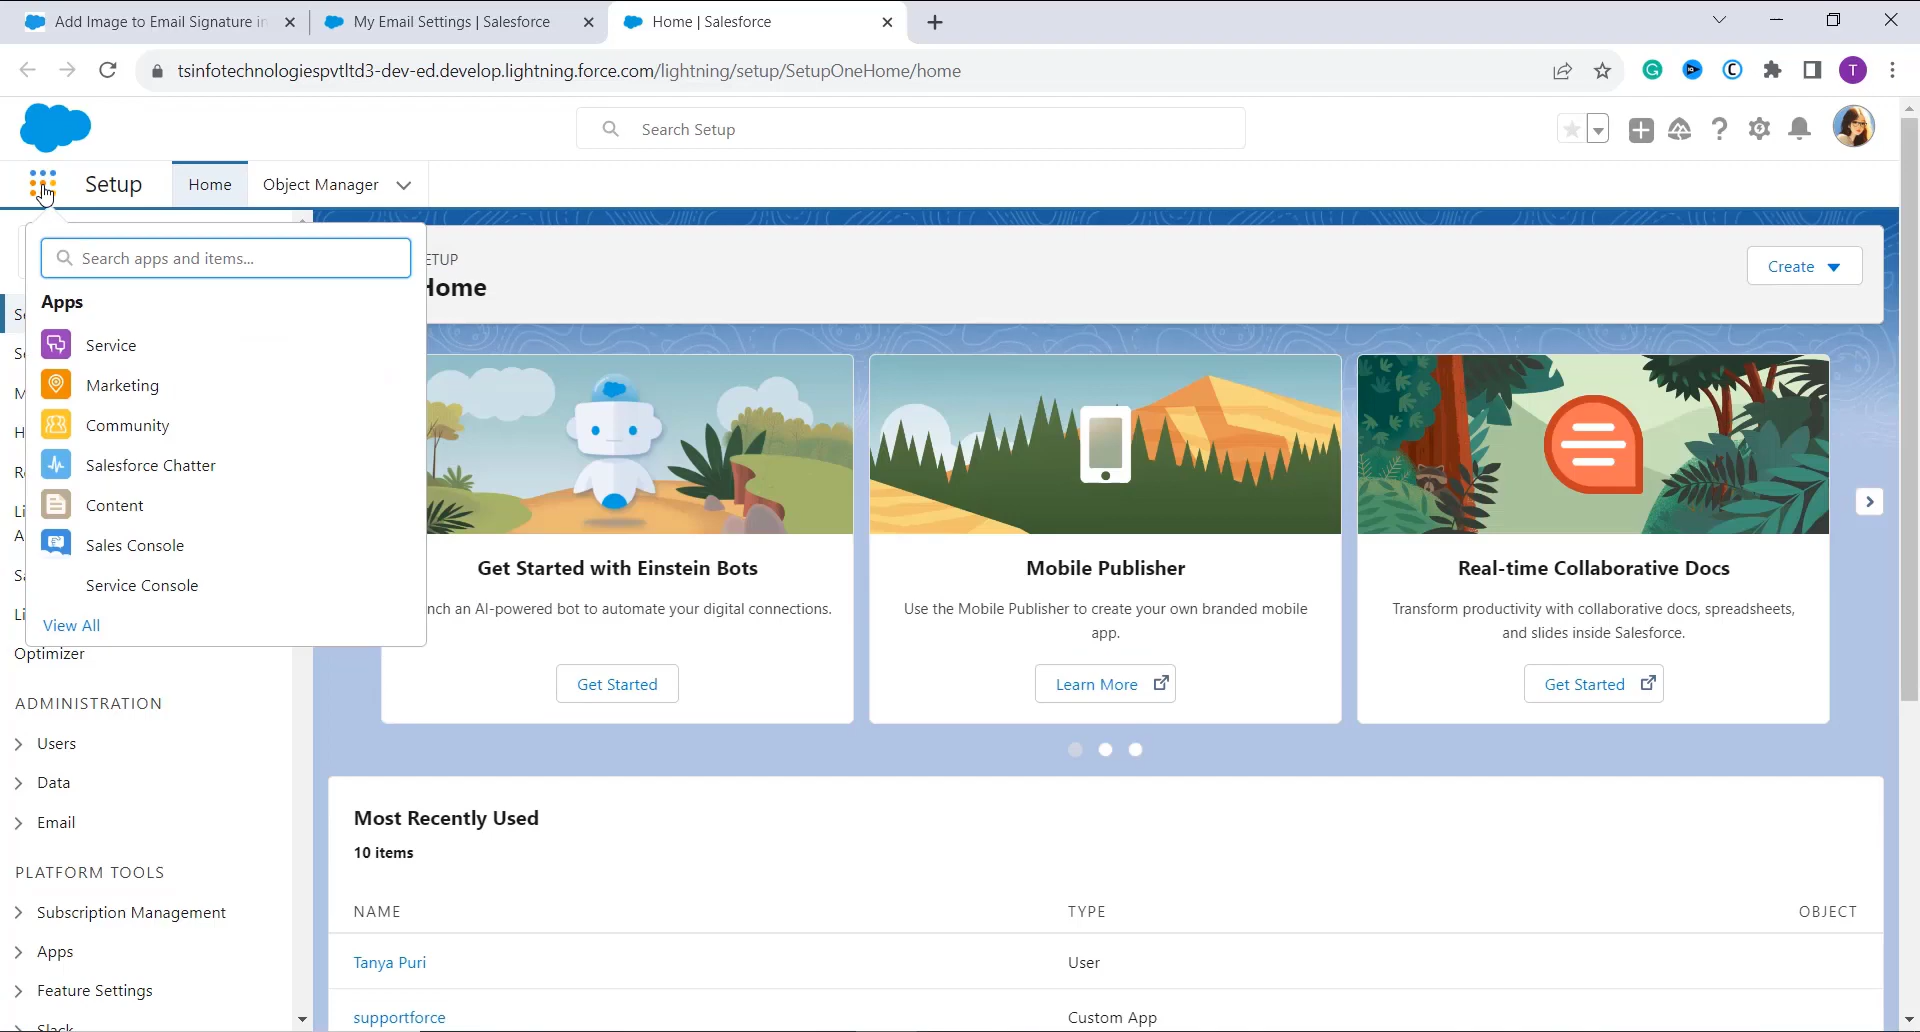 Add Image to Email Signature in
My Email Settings | Salesforce
Home | Salesforce
tsinfotechnologiespvtltd3-dev-ed.develop.lightning.force.com/lightning/setup/SetupOneHome/home
T
Search Setup
Setup
Home
Object Manager
Search apps and items...
Apps
Service
Marketing
Community
Salesforce Chatter
Content
Sales Console
Service Console
View All
Optimizer
ADMINISTRATION
Users
Data
Email
PLATFORM TOOLS
Subscription Management
Apps
Feature Settings
Slack
ETUP
Home
Create
Get Started with Einstein Bots
nch an AI-powered bot to automate your digital connections.
Get Started
Mobile Publisher
Use the Mobile Publisher to create your own branded mobile
app.
Learn More
Real-time Collaborative Docs
Transform productivity with collaborative docs, spreadsheets,
and slides inside Salesforce.
Get Started
Most Recently Used
10 items
NAME
TYPE
OBJECT
Tanya Puri
User
supportforce
Custom App